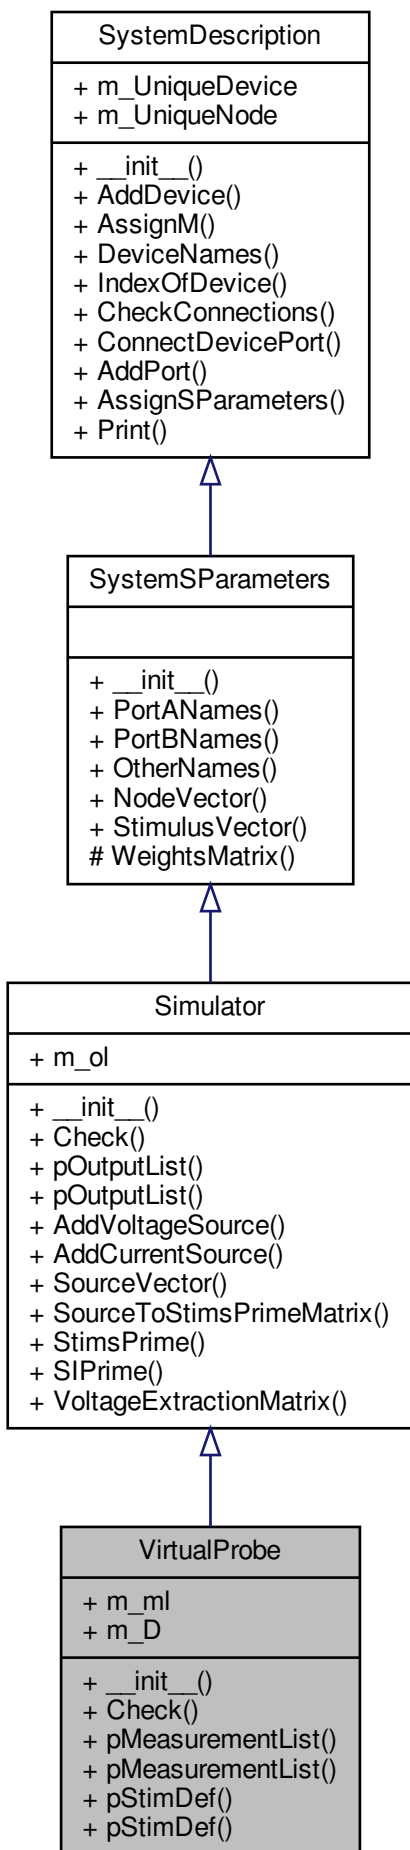 SystemDescription
+ m_UniqueDevice
+ m_UniqueNode
+ __init__()
+ AddDevice()
+ AssignM()
+ DeviceNames()
+ IndexOfDevice()
+ CheckConnections()
+ ConnectDevicePort()
+ AddPort()
+ AssignSParameters()
+ Print()
SystemSParameters
+ __init__()
+ PortANames()
+ PortBNames()
+ OtherNames()
+ NodeVector()
+ StimulusVector()
# WeightsMatrix()
Simulator
+ m_ol
+ __init__()
+ Check()
+ pOutputList()
+ pOutputList()
+ AddVoltageSource()
+ AddCurrentSource()
+ SourceVector()
+ SourceToStimsPrimeMatrix()
+ StimsPrime()
+ SIPrime()
+ VoltageExtractionMatrix()
VirtualProbe
+ m_ml
+ m_D
+ __init__()
+ Check()
+ pMeasurementList()
+ pMeasurementList()
+ pStimDef()
+ pStimDef()